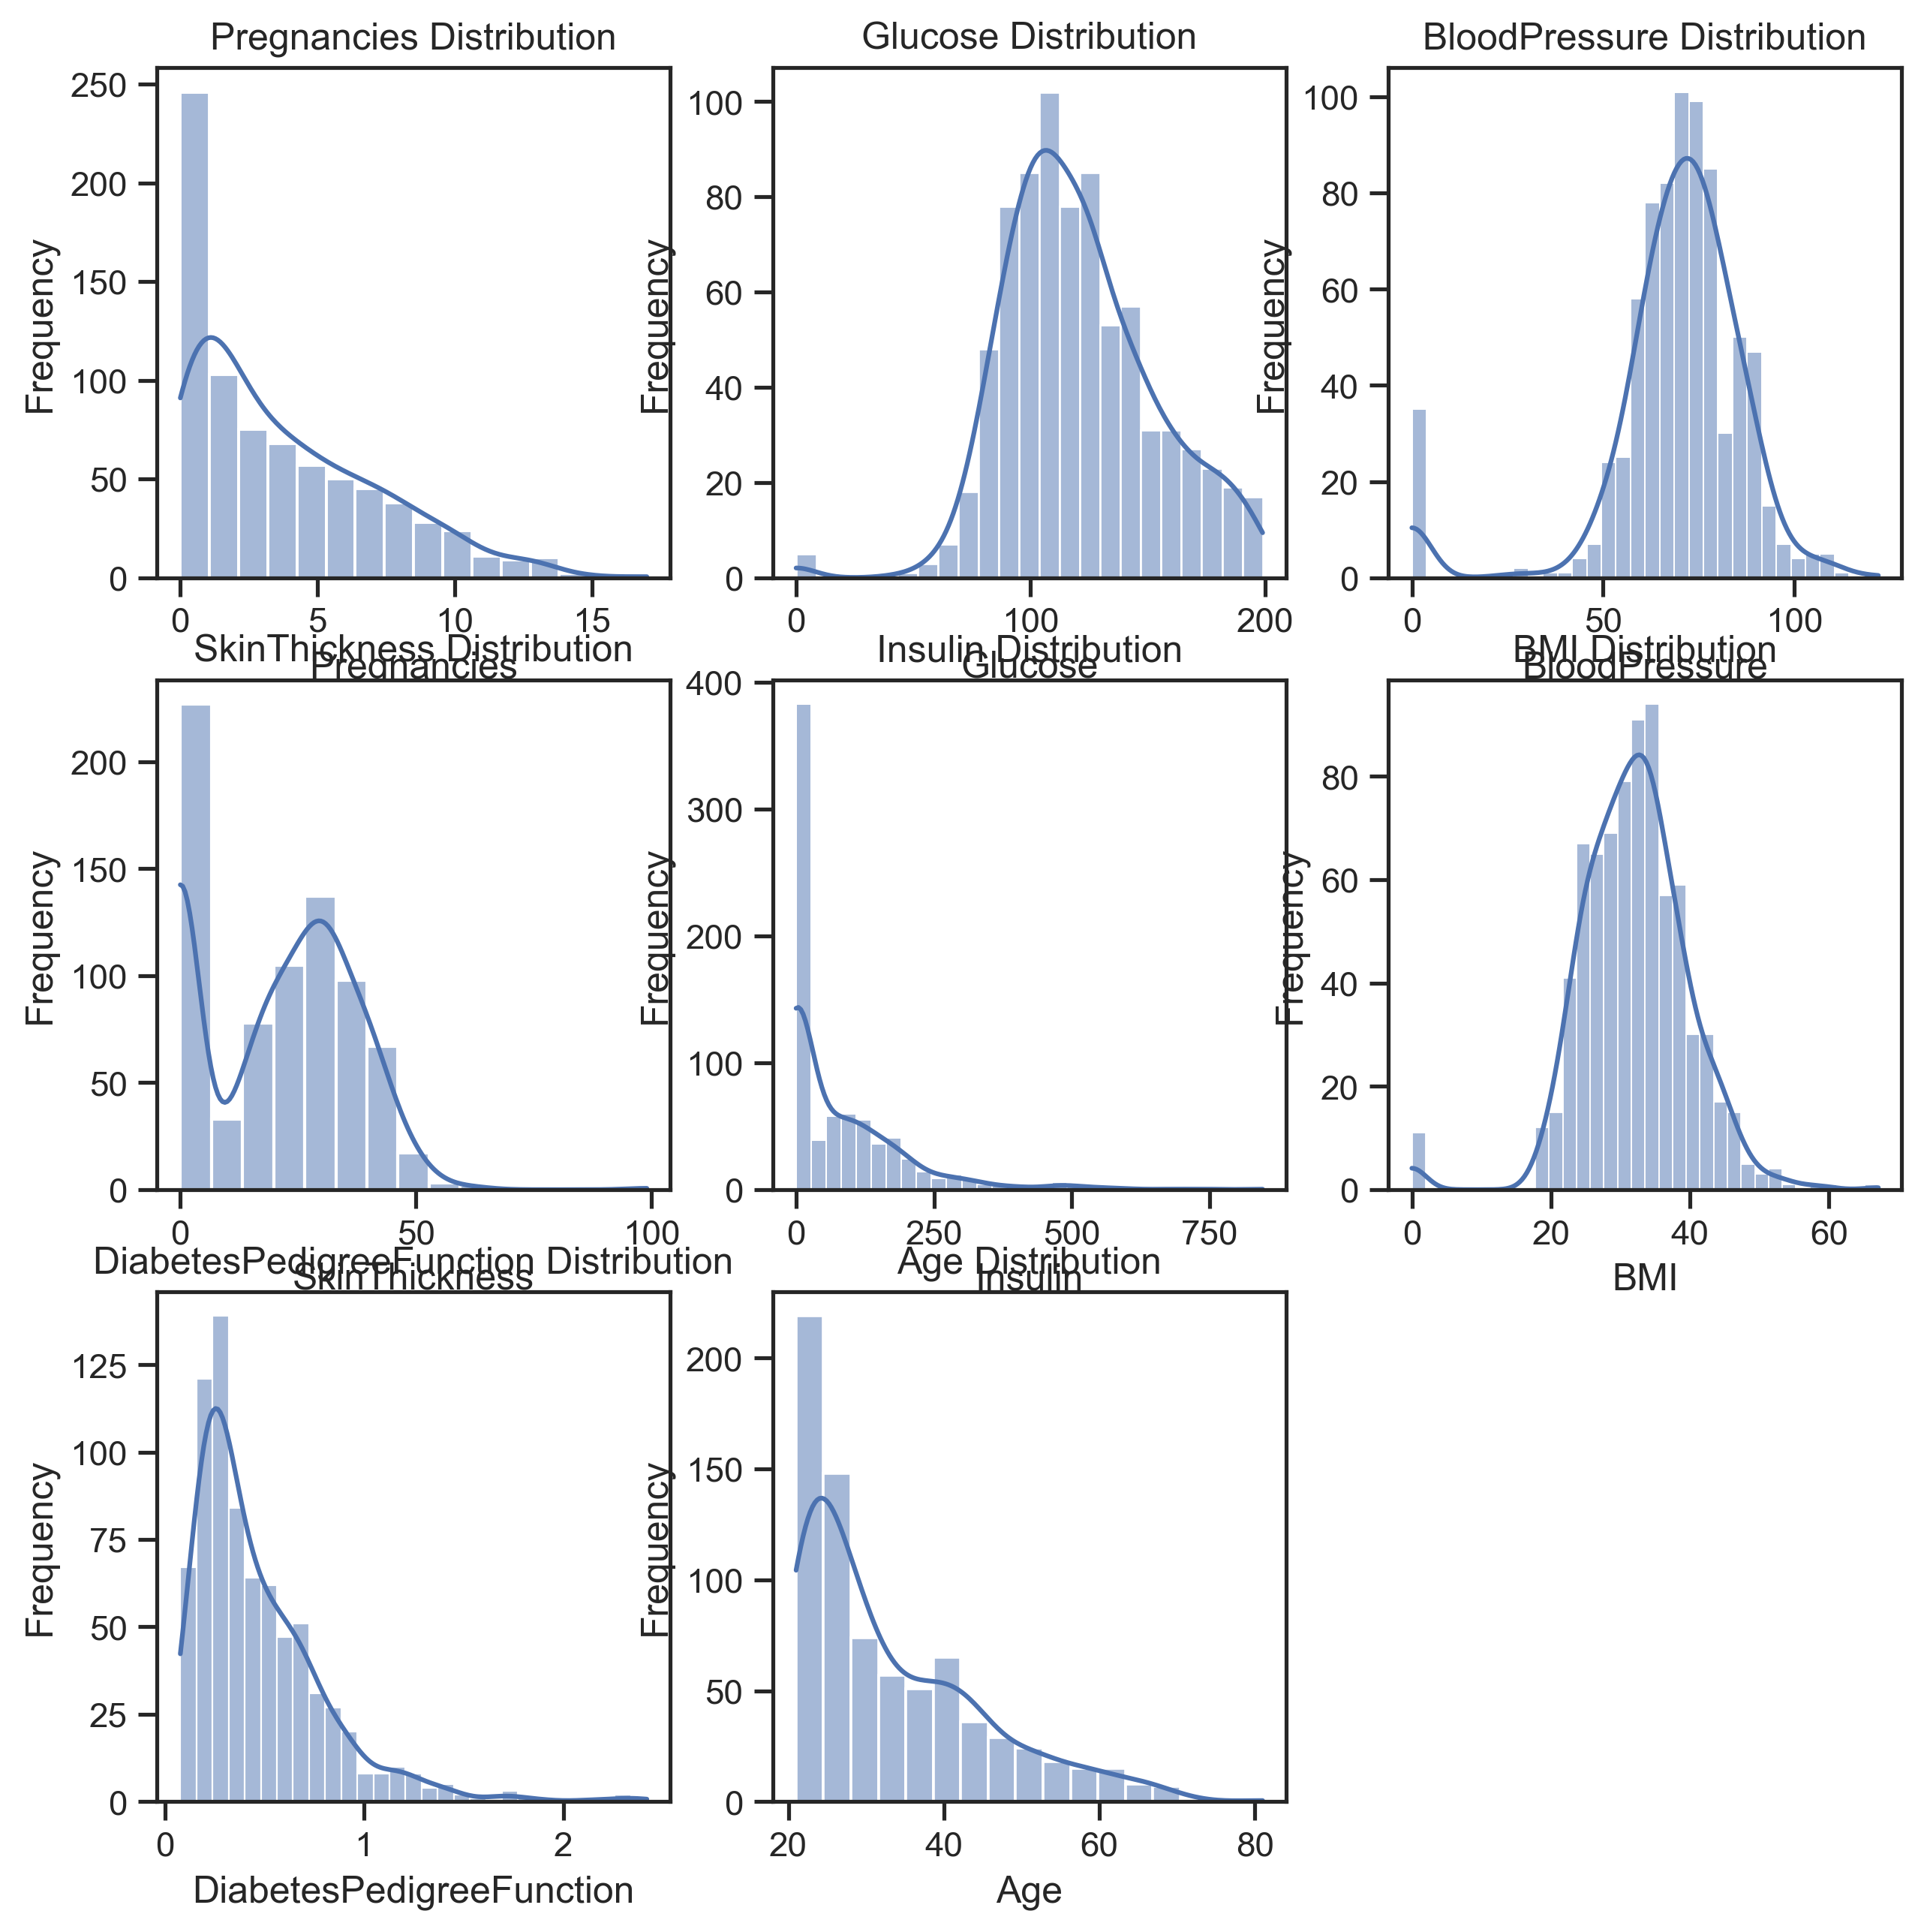 Pregnancies Distribution
Frequency
250
200
150
100
50
0
0 5 10 15
Pregnancies
Glucose Distribution
Frequency
100
80
60
40
20
0
0 100 200
Glucose
BloodPressure Distribution
Frequency
100
80
60
40
20
0
0 50 100
BloodPressure
SkinThickness Distribution
Frequency
200
150
100
50
0
0 50 100
SkinThickness
Insulin Distribution
Frequency
400
300
200
100
0
0 250 500 750
Insulin
BMI Distribution
Frequency
80
60
40
20
0
0 20 40 60
BMI
DiabetesPedigreeFunction Distribution
Frequency
125
100
75
50
25
0
0 1 2
DiabetesPedigreeFunction
Age Distribution
Frequency
200
150
100
50
0
20 40 60 80
Age